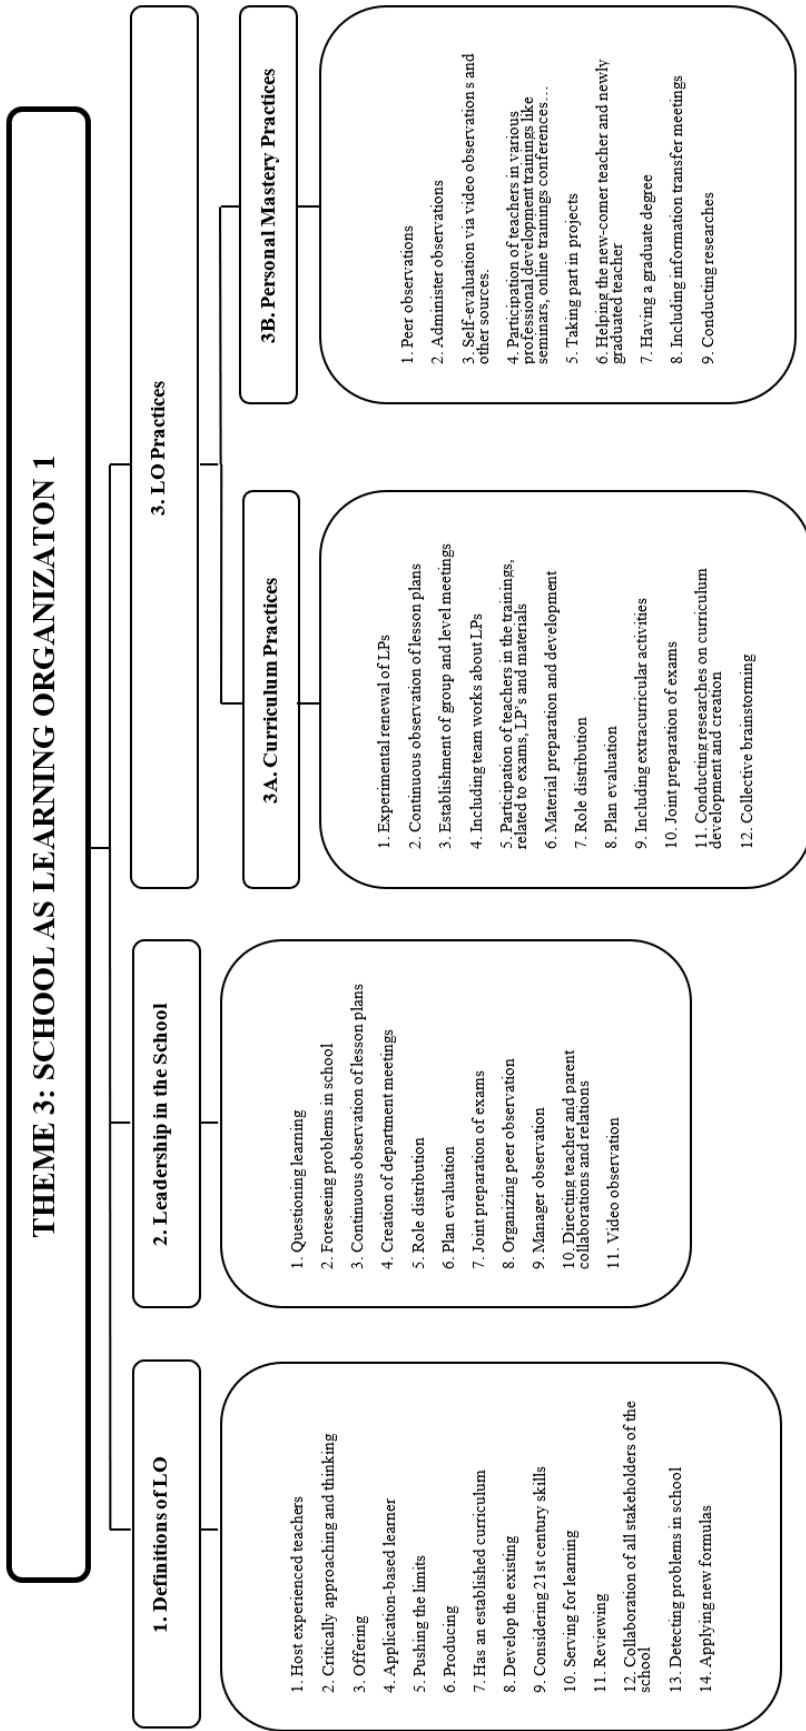 THEME 3: SCHOOL AS LEARNING ORGANIZATON 1
1. Definitions of LO
1. Host experienced teachers
2. Critically approaching and thinking
3. Offering
4. Application-based learner
5. Pushing the limits
6. Producing
7. Has an established curriculum
8. Develop the existing
9. Considering 21st century skills
10. Serving for learning
11. Reviewing
12. Collaboration of all stakeholders of the
school
13. Detecting problems in school
14. Applying new formulas
2. Leadership in the School
1. Questioning learning
2. Foreseeing problems in school
3. Continuous observation of lesson plans
4. Creation of department meetings
5. Role distribution
6. Plan evaluation
7. Joint preparation of exams
8. Organizing peer observation
9. Manager observation
10. Directing teacher and parent
collaborations and relations
11. Video observation
3. LO Practices
3A. Curriculum Practices
1. Experimental renewal of LPs
2. Continuous observation of lesson plans
3. Establishment of group and level meetings
4. Including team works about LPs
5. Participation of teachers in the trainings,
related to exams, LP's and materials
6. Material preparation and development
7. Role distribution
8. Plan evaluation
9. Including extracurricular activities
10. Joint preparation of exams
11. Conducting researches on curriculum
development and creation
12. Collective brainstorming
3B. Personal Mastery Practices
1. Peer observations
2. Administer observations
3. Self-evaluation via video observation s and
other sources.
4. Participation of teachers in various
professional development trainings like
seminars, online trainings conferences…
5. Taking part in projects
6. Helping the new-comer teacher and newly
graduated teacher
7. Having a graduate degree
8. Including information transfer meetings
9. Conducting researches